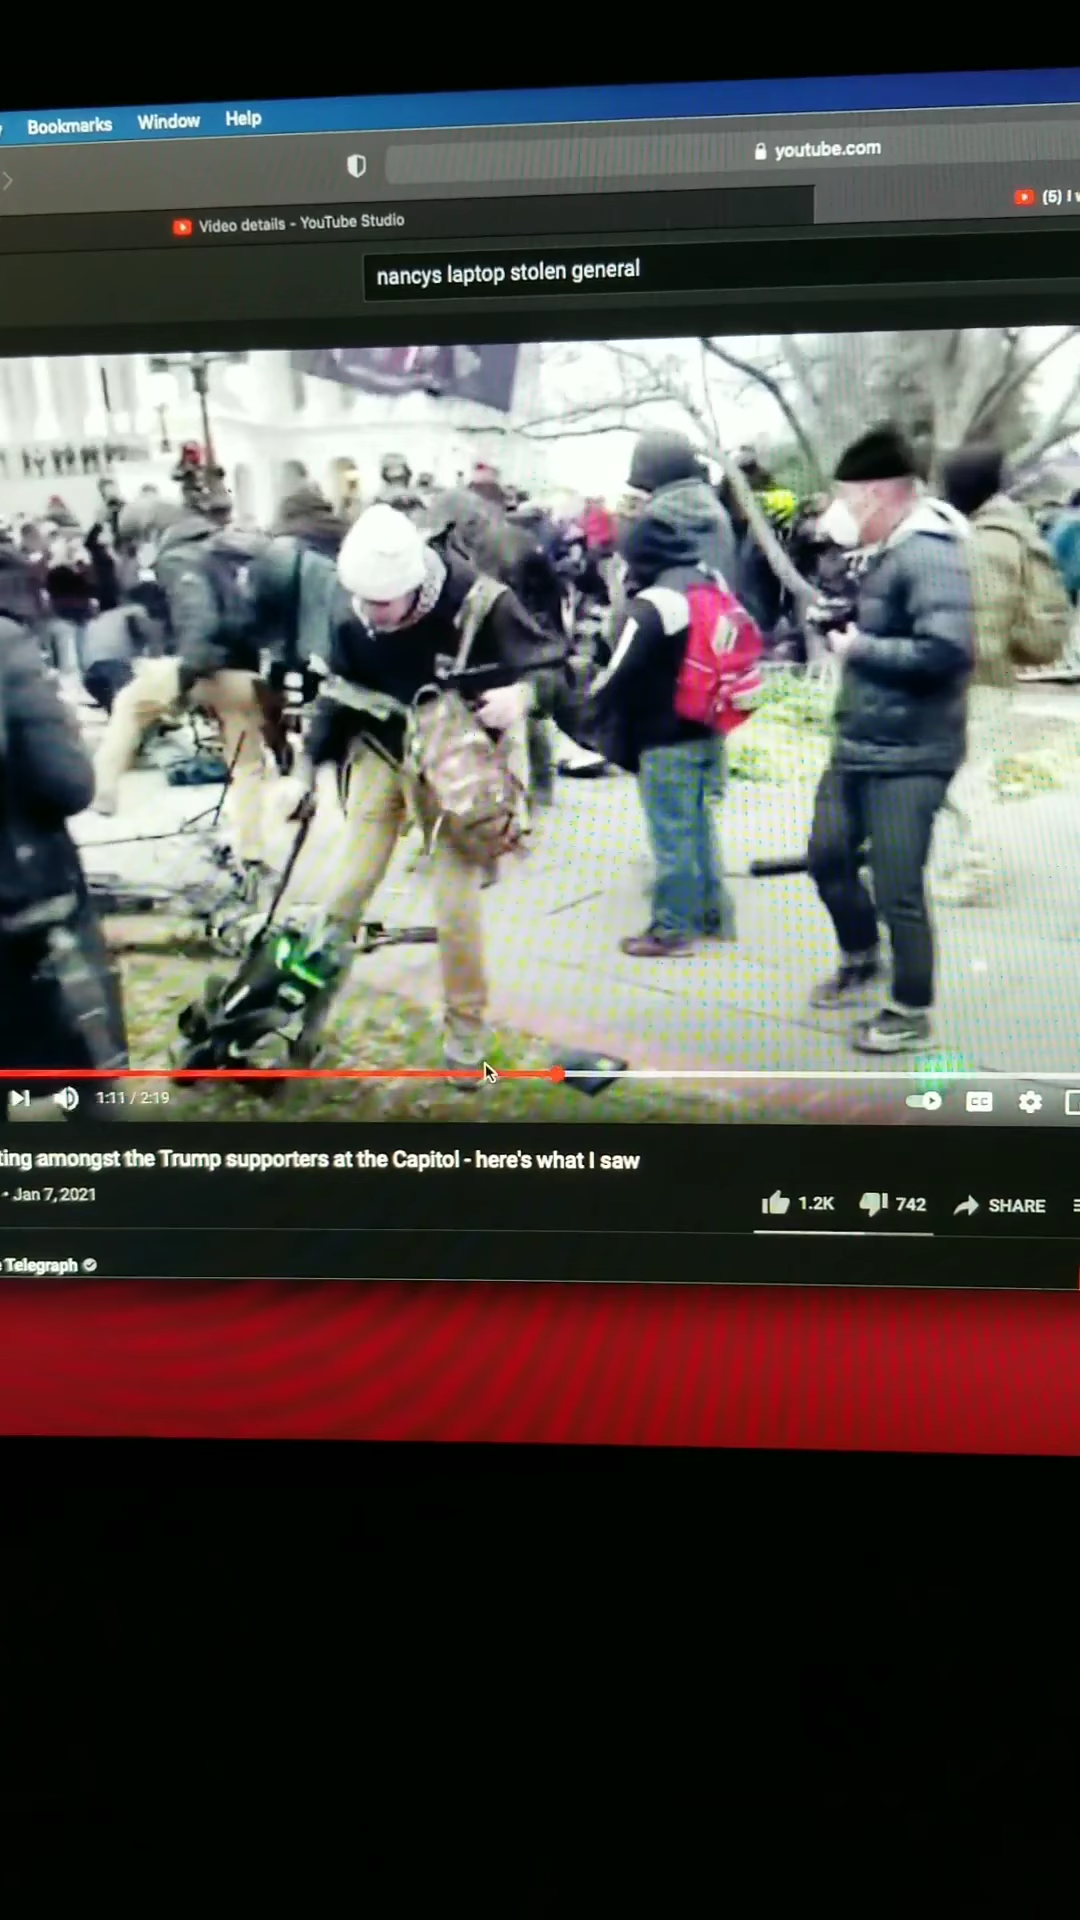 Bookmarks Window Help
youtube.com
Video details - YouTube Studio
(5) I
nancys laptop stolen general
1:11 / 2:19
CC
ting amongst the Trump supporters at the Capitol - here's what I saw
• Jan 7, 2021
1.2K 742 SHARE
Telegraph